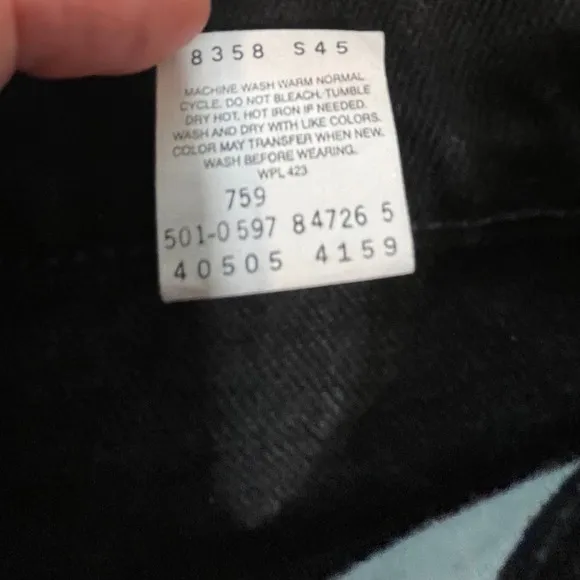 8358 S45
MACHINE WASH WARM NORMAL
CYCLE. DO NOT BLEACH. TUMBLE
DRY HOT. HOT IRON IF NEEDED.
WASH AND DRY WITH LIKE COLORS.
COLOR MAY TRANSFER WHEN NEW.
WASH BEFORE WEARING.
WPL 423
759
501-0597 84726 5
40505 4159